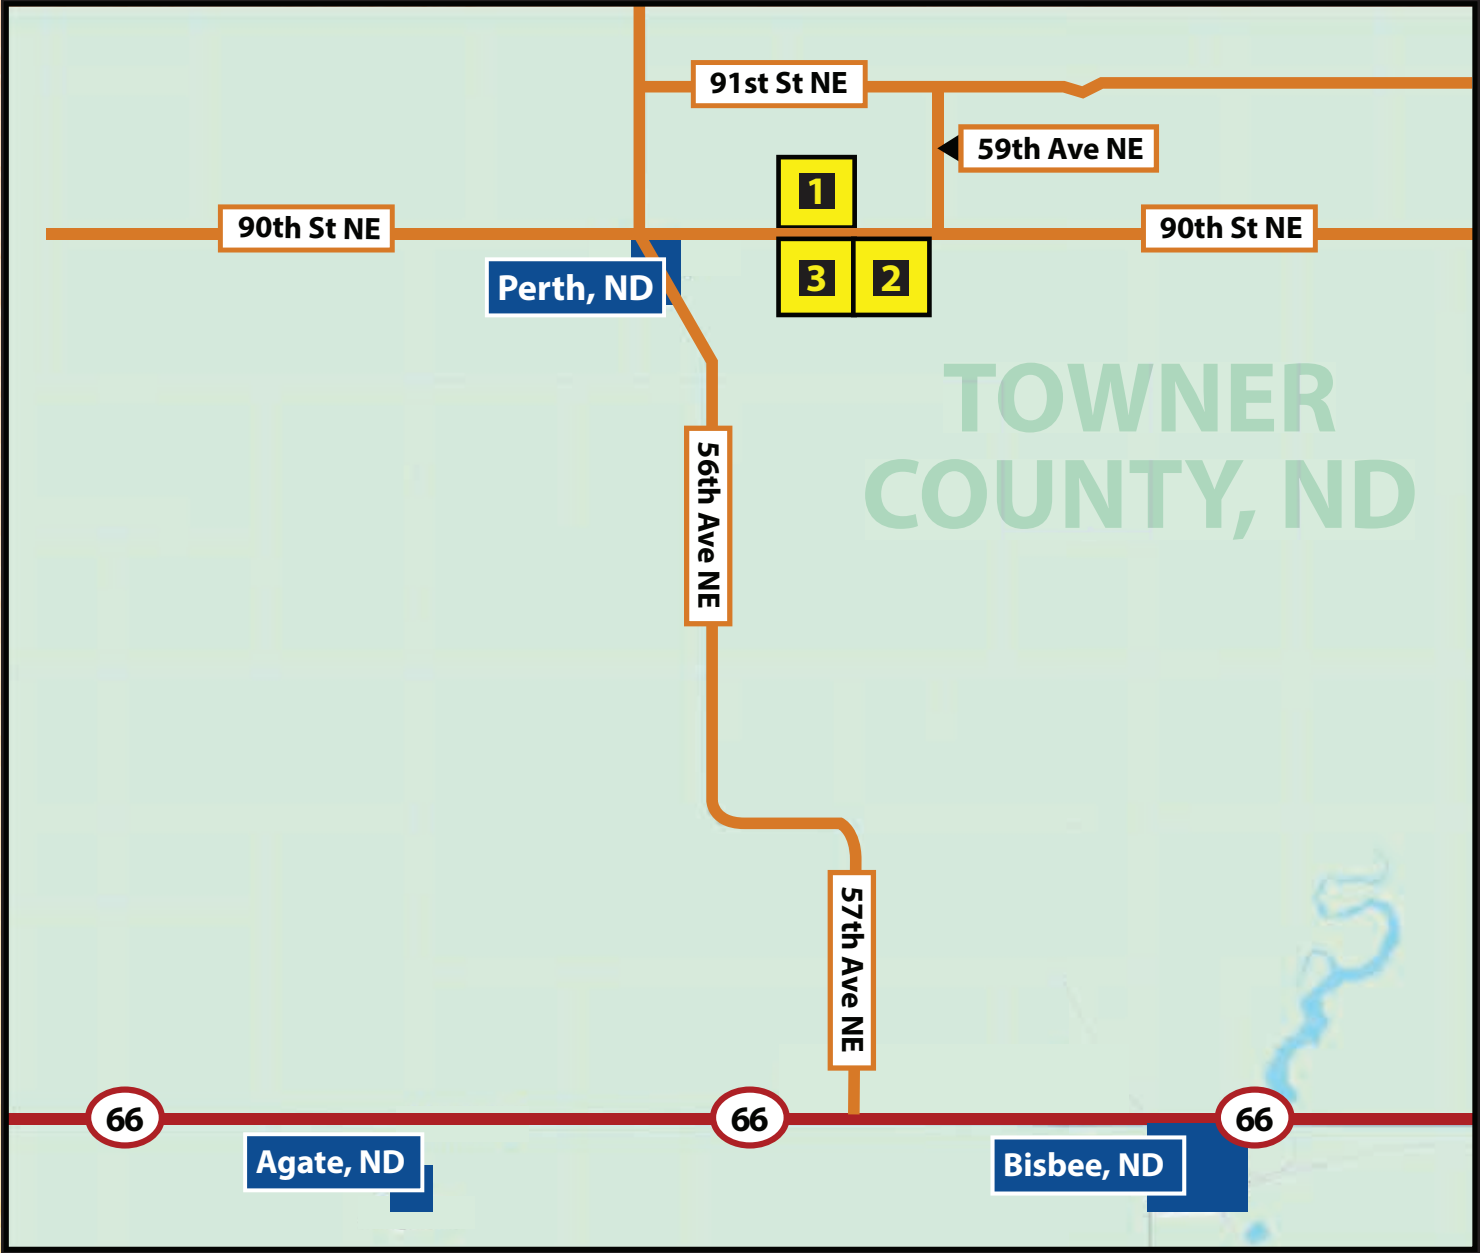 91st St NE
59th Ave NE
1
90th St NE
90th St NE
3
2
Perth, ND
TOWNER
COUNTY, ND
56th Ave NE
57th Ave NE
66
66
66
Agate, ND
Bisbee, ND